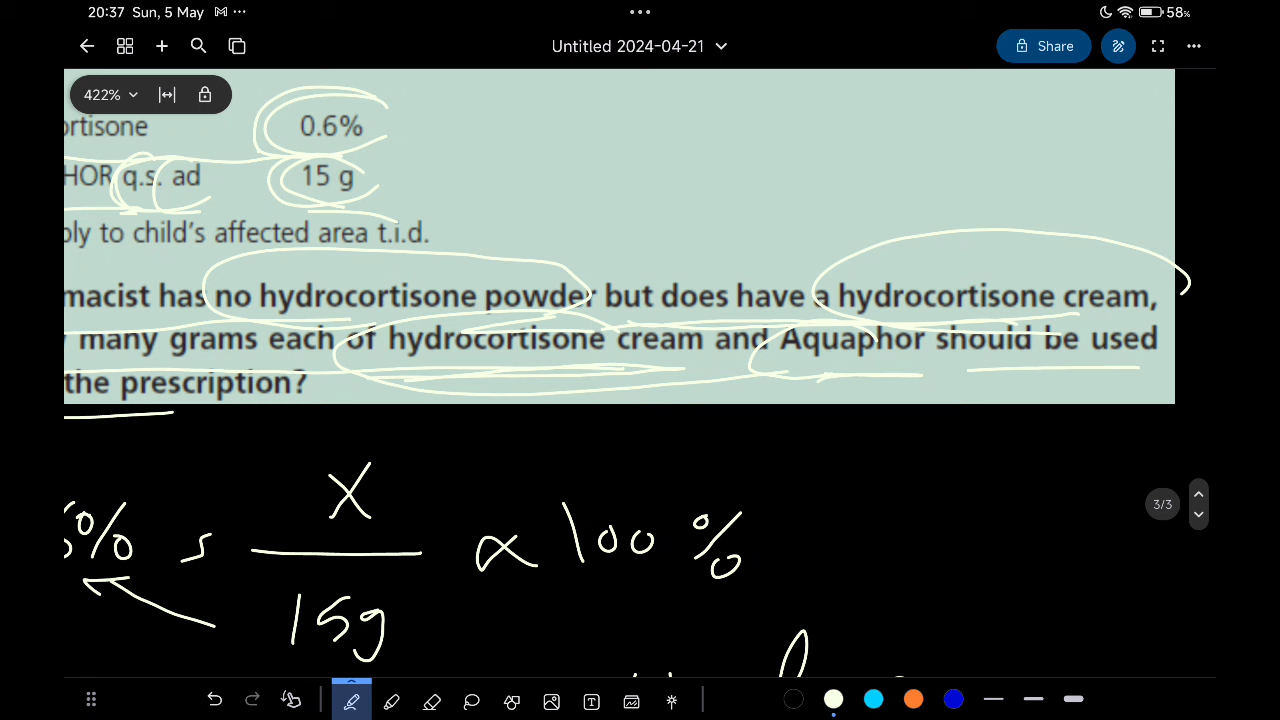 20:37 Sun, 5 May
58%
Untitled 2024-04-21
Share
422%
ortisone 0.6%
HOR q.s. ad 15 g
ply to child's affected area t.i.d.
macist has no hydrocortisone powder but does have a hydrocortisone cream,
many grams each of hydrocortisone cream and Aquaphor should be used
the prescription?
X
% = ∝ 100 %
15g
3/3